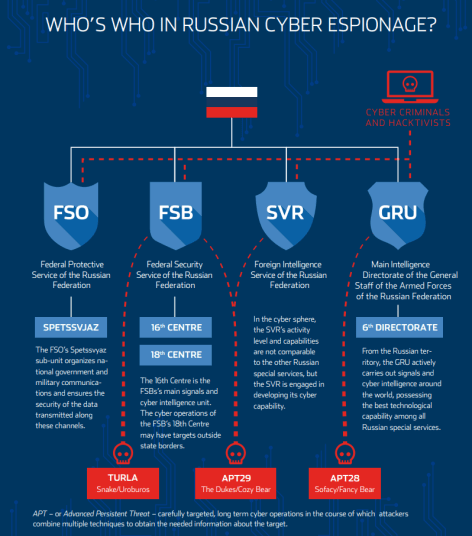 WHO'S WHO IN RUSSIAN CYBER ESPIONAGE?
CYBER CRIMINALS
AND HACKTIVISTS
FSO
Federal Protective
Service of the Russian
Federation
SPETSSVJAZ
The FSO's Spetssvyaz
sub-unit organizes na-
tional government and
military communica-
tions and ensures the
security of the data
transmitted along
these channels.
FSB
Federal Security
Service of the Russian
Federation
16th CENTRE
18th CENTRE
The 16th Centre is the
FSBs's main signals and
cyber intelligence unit.
The cyber operations of
the FSB's 18th Centre
may have targets outside
state borders.
SVR
Foreign Intelligence
Service of the Russian
Federation
In the cyber sphere,
the SVR's activity
level and capabilities
are not comparable
to the other Russian
special services, but
the SVR is engaged in
developing its cyber
capability.
GRU
Main Intelligence
Directorate of the General
Staff of the Armed Forces
of the Russian Federation
6th DIRECTORATE
From the Russian ter-
ritory, the GRU actively
carries out signals and
cyber intelligence around
the world, possessing
the best technological
capability among all
Russian special services.
TURLA
Snake/Uroburos
APT29
The Dukes/Cozy Bear
APT28
Sofacy/Fancy Bear
APT – or Advanced Persistent Threat – carefully targeted, long term cyber operations in the course of which attackers
combine multiple techniques to obtain the needed information about the target.